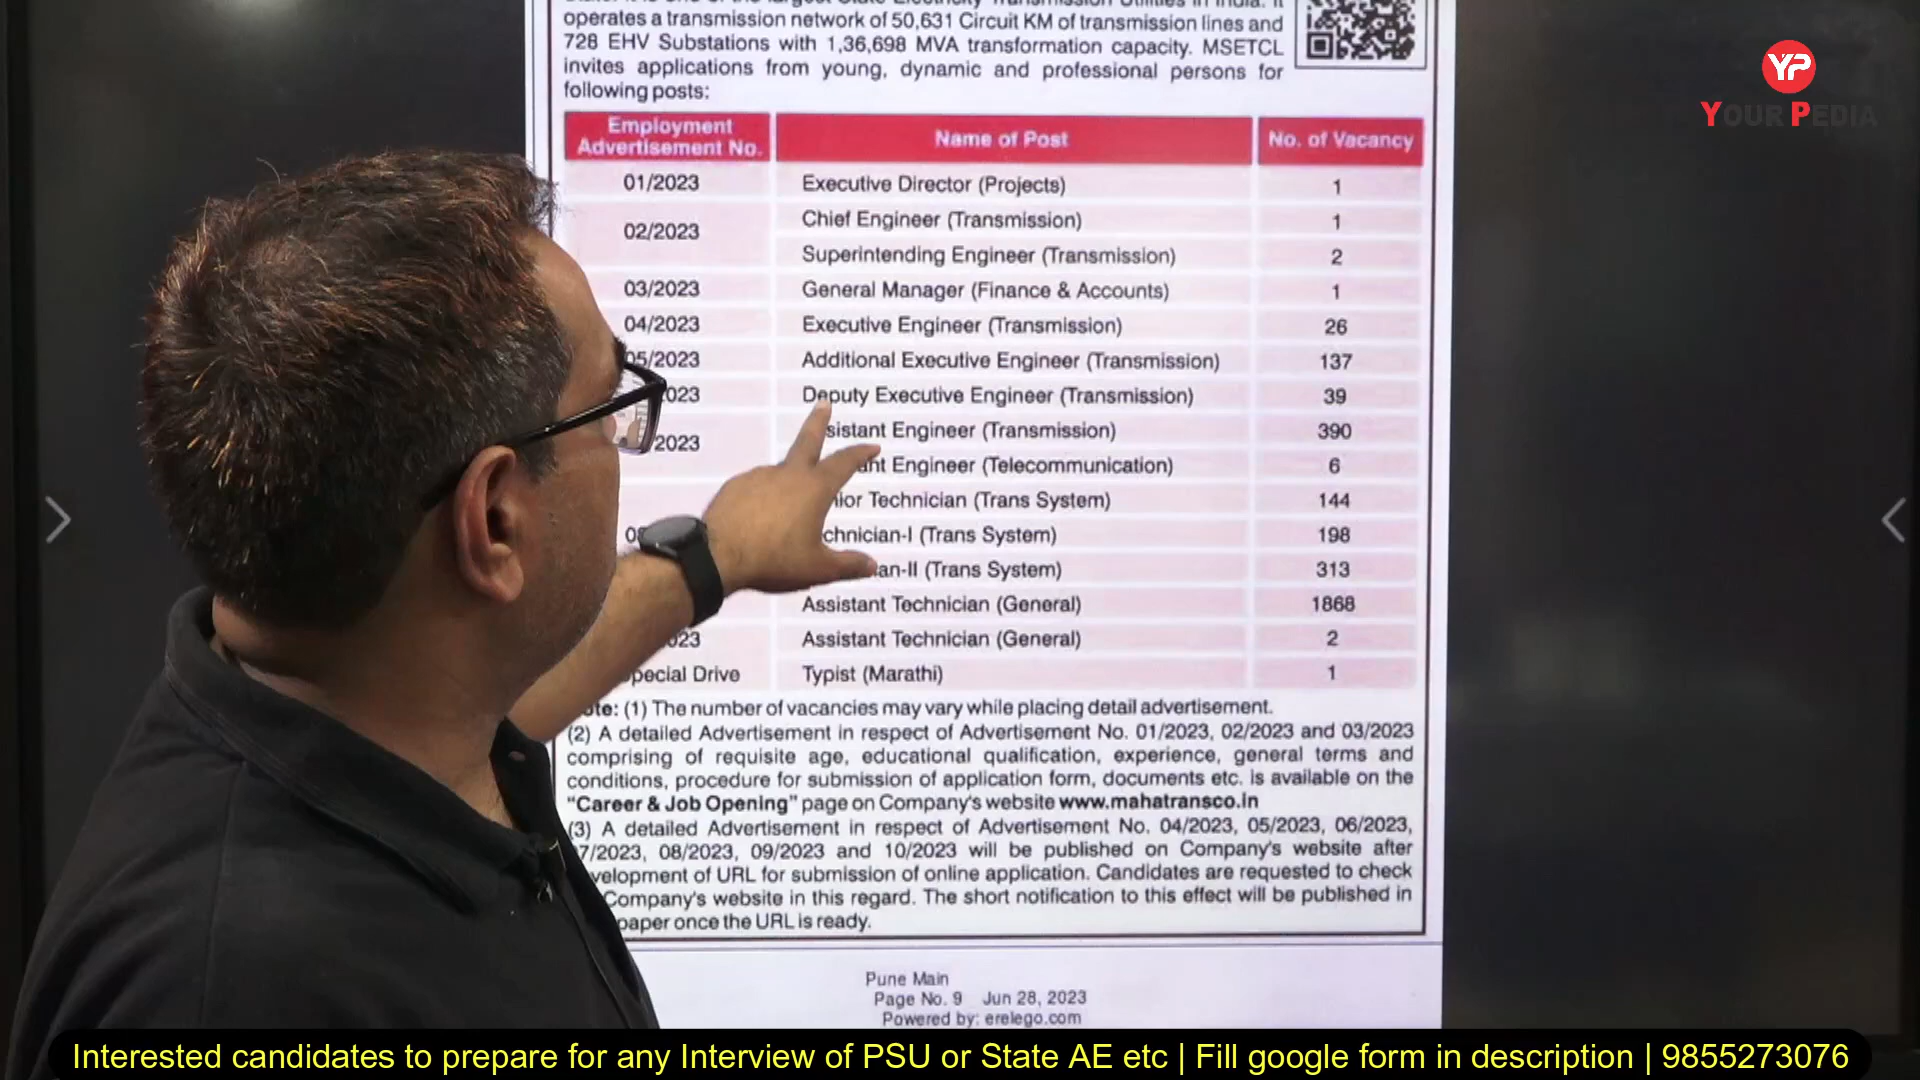 operates a transmission network of 50,631 Circuit KM of transmission lines and
728 EHV Substations with 1,36,698 MVA transformation capacity. MSETCL
invites applications from young, dynamic and professional persons for
following posts:
YP
YOUR PEDIA
Employment Advertisement No. Name of Post No. of Vacancy
01/2023 Executive Director (Projects) 1
02/2023 Chief Engineer (Transmission) 1
Superintending Engineer (Transmission) 2
03/2023 General Manager (Finance & Accounts) 1
04/2023 Executive Engineer (Transmission) 26
05/2023 Additional Executive Engineer (Transmission) 137
023 Deputy Executive Engineer (Transmission) 39
/2023 sistant Engineer (Transmission) 390
ant Engineer (Telecommunication) 6
nior Technician (Trans System) 144
08 chnician-I (Trans System) 198
ian-II (Trans System) 313
Assistant Technician (General) 1868
023 Assistant Technician (General) 2
pecial Drive Typist (Marathi) 1
ote: (1) The number of vacancies may vary while placing detail advertisement.
(2) A detailed Advertisement in respect of Advertisement No. 01/2023, 02/2023 and 03/2023
comprising of requisite age, educational qualification, experience, general terms and
conditions, procedure for submission of application form, documents etc. is available on the
"Career & Job Opening" page on Company's website www.mahatransco.in
(3) A detailed Advertisement in respect of Advertisement No. 04/2023, 05/2023, 06/2023,
7/2023, 08/2023, 09/2023 and 10/2023 will be published on Company's website after
velopment of URL for submission of online application. Candidates are requested to check
Company's website in this regard. The short notification to this effect will be published in
paper once the URL is ready.
Pune Main
Page No. 9 Jun 28, 2023
Powered by: erelego.com
Interested candidates to prepare for any Interview of PSU or State AE etc | Fill google form in description | 9855273076